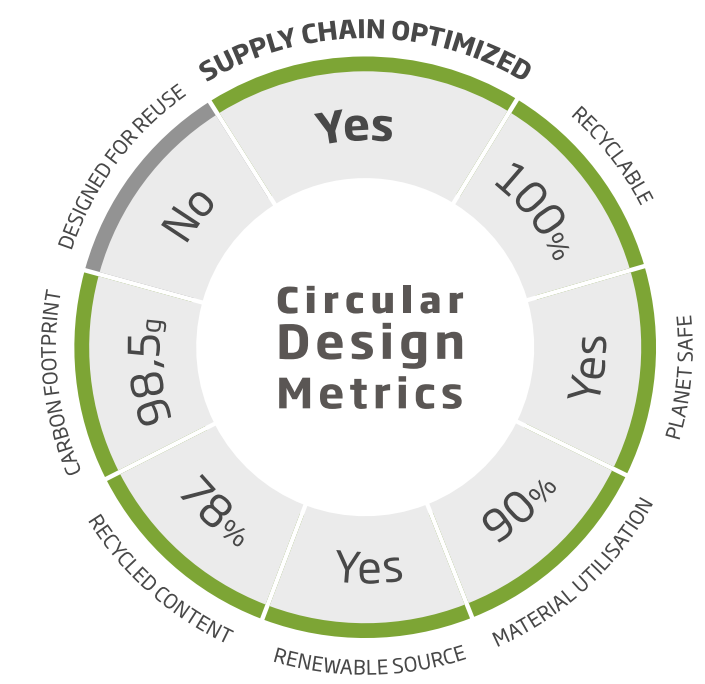 SUPPLY CHAIN OPTIMIZED
Yes
RECYCLABLE
100%
PLANET SAFE
Yes
MATERIAL UTILISATION
90%
RENEWABLE SOURCE
Yes
RECYCLED CONTENT
78%
CARBON FOOTPRINT
98,5g
DESIGNED FOR REUSE
No
Circular
Design
Metrics